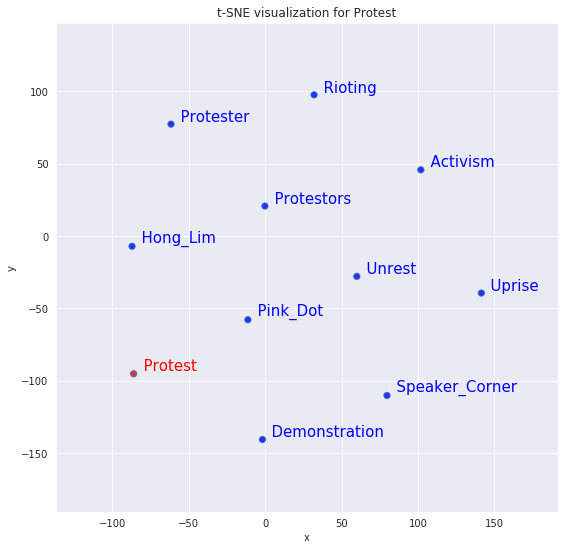 t-SNE visualization for Protest
100
50
0
−50
−100
−150
y
Rioting
Protester
Activism
Protestors
Hong_Lim
Unrest
Uprise
Pink_Dot
Protest
Speaker_Corner
Demonstration
−100
−50
0
50
100
150
x